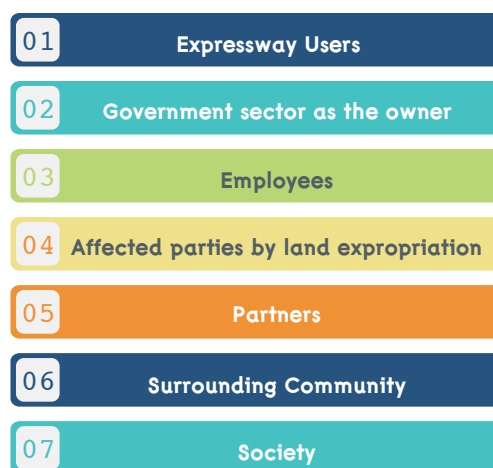 01 Expressway Users
02 Government sector as the owner
03 Employees
04 Affected parties by land expropriation
05 Partners
06 Surrounding Community
07 Society